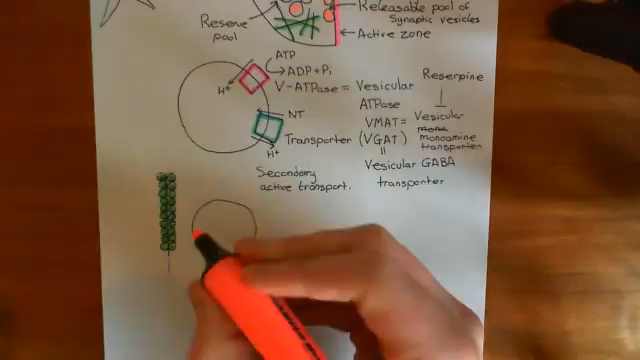 Releasable pool of
Synaptic vesicles
Reserve
pool
Active zone
ATP
ADP + Pi
H+
V-ATPase = Vesicular
ATPase
Reserpine
NT
VMAT = Vesicular
monoamine
transporter
Transporter (VGAT)
H+
Secondary
active transport.
Vesicular GABA
transporter